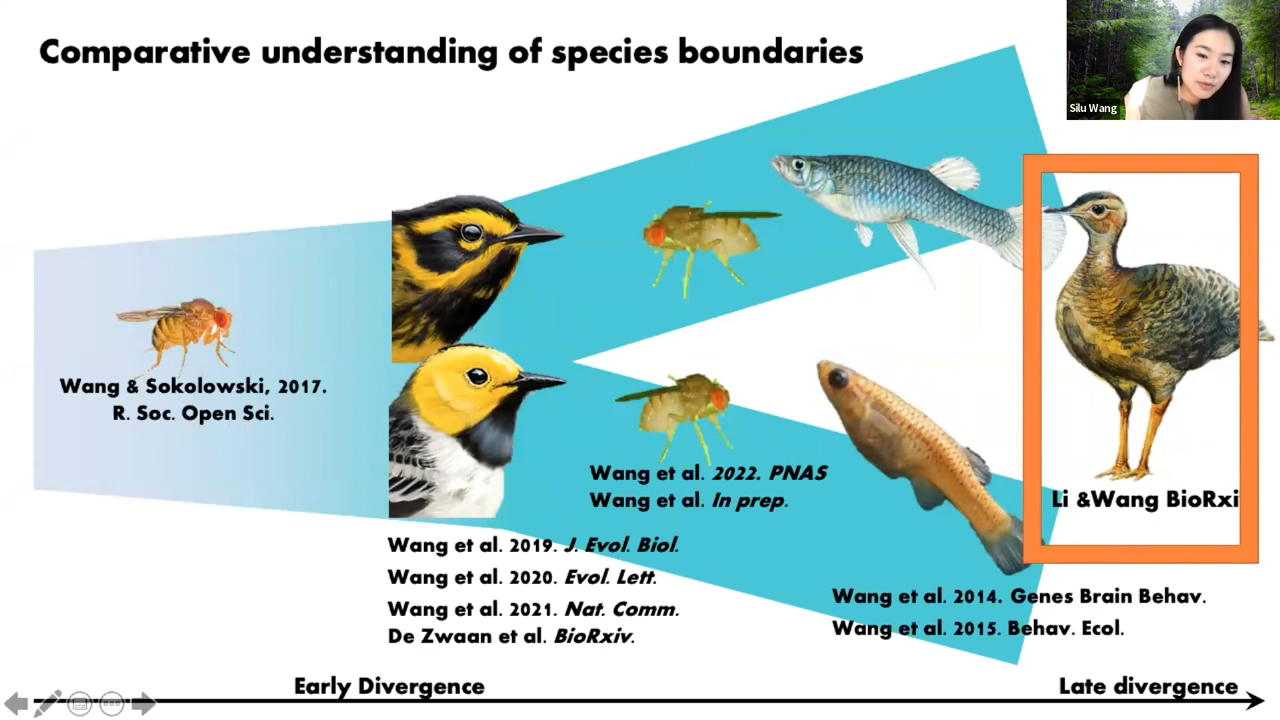 Comparative understanding of species boundaries
Silu Wang
Wang & Sokolowski, 2017.
R. Soc. Open Sci.
Wang et al. 2022. PNAS
Wang et al. In prep.
Li &Wang BioRxi
Wang et al. 2019. J. Evol. Biol.
Wang et al. 2020. Evol. Lett.
Wang et al. 2021. Nat. Comm.
De Zwaan et al. BioRxiv.
Wang et al. 2014. Genes Brain Behav.
Wang et al. 2015. Behav. Ecol.
Early Divergence
Late divergence